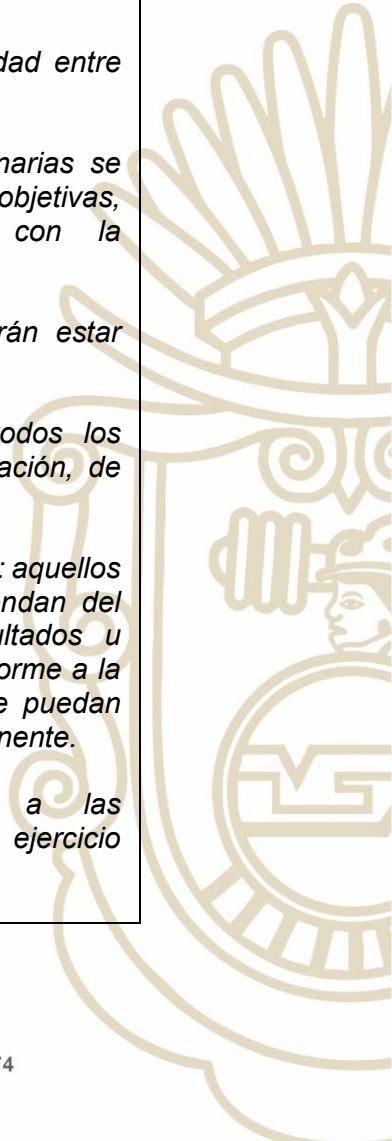 dad entre
narias se
objetivas,
con la
rán estar
odos los
ación, de
: aquellos
ndan del
ultados u
orme a la
e puedan
nente.
a las
ejercicio
74